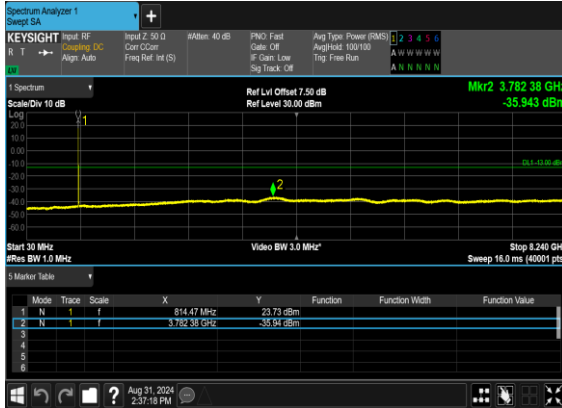 Spectrum Analyzer 1
Swept SA
+
KEYSIGHT
R T
Input: RF
Coupling: DC
Align: Auto
Input Z: 50 Ω
Corr CCorr
Freq Ref: Int (S)
#Atten: 40 dB
PNO: Fast
Gate: Off
IF Gain: Low
Sig Track: Off
Avg Type: Power (RMS)
Avg|Hold: 100/100
Trig: Free Run
1 2 3 4 5 6
A W W W W W
A N N N N N
1 Spectrum
Scale/Div 10 dB
Ref Lvl Offset 7.50 dB
Ref Level 30.00 dBm
Mkr2 3.782 38 GHz
-35.943 dBm
Log
20.0
10.0
0.00
-10.0
-20.0
-30.0
-40.0
-50.0
-60.0
1
2
DL1 -13.00 dBm
Start 30 MHz
#Res BW 1.0 MHz
Video BW 3.0 MHz*
Stop 8.240 GHz
Sweep 16.0 ms (40001 pts)
5 Marker Table
Mode Trace Scale X Y Function Function Width Function Value
1 N 1 f 814.47 MHz 23.73 dBm
2 N 1 f 3.782 38 GHz -35.94 dBm
3
4
5
6
?
Aug 31, 2024
2:37:18 PM